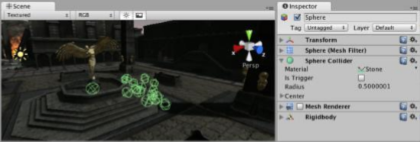 Scene
Textured
RGB
Persp
Inspector
Sphere
Tag Untagged Layer Default
Transform
Sphere (Mesh Filter)
Sphere Collider
Material Stone
Is Trigger
Radius 0.5000001
Center
Mesh Renderer
Rigidbody